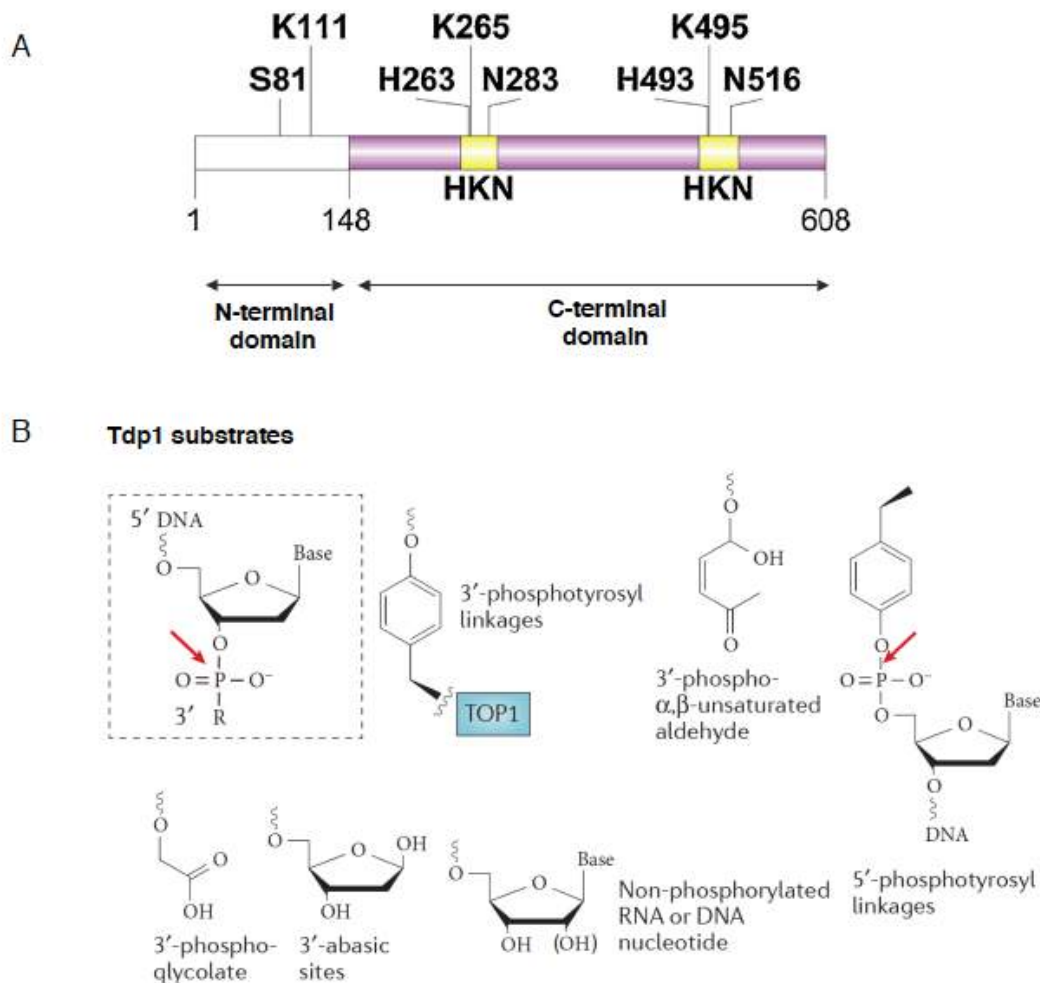 A
K111
K265
K495
S81
H263
N283
H493
N516
HKN
HKN
1
148
608
N-terminal
domain
C-terminal
domain
B
Tdp1 substrates
5′ DNA
O
O
Base
O
O=P–O⁻
3′ R
O
3′-phosphotyrosyl
linkages
TOP1
O
OH
O
3′-phospho-
α,β-unsaturated
aldehyde
O
O=P–O⁻
O
O
Base
O
DNA
5′-phosphotyrosyl
linkages
O
O
OH
3′-phospho-
glycolate
O
O
OH
OH
3′-abasic
sites
O
O
Base
OH (OH)
Non-phosphorylated
RNA or DNA
nucleotide